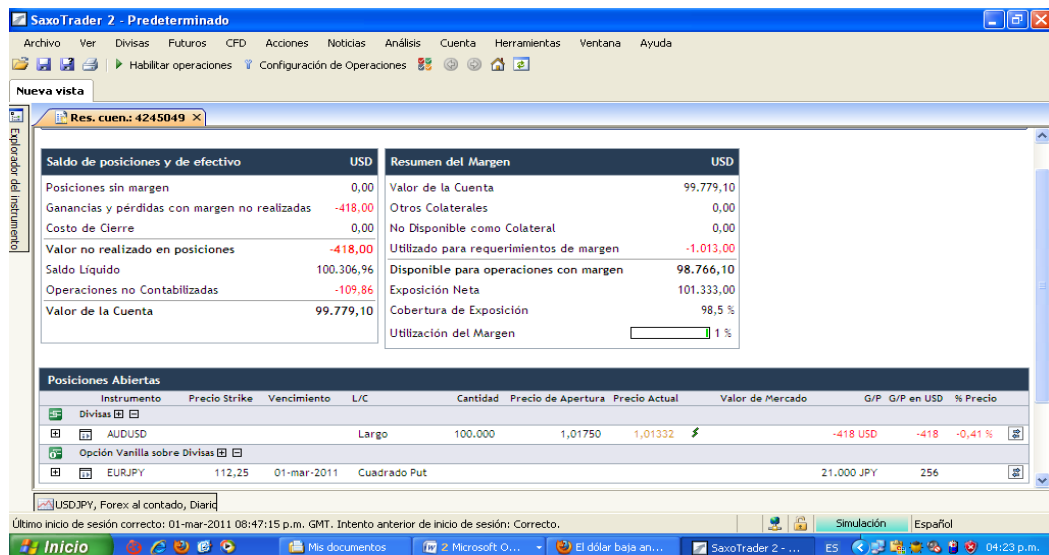 SaxoTrader 2 - Predeterminado
Archivo Ver Divisas Futuros CFD Acciones Noticias Análisis Cuenta Herramientas Ventana Ayuda
Habilitar operaciones Configuración de Operaciones
Nueva vista
Explorador del instrumento
Res. cuen.: 4245049
Saldo de posiciones y de efectivo USD
Posiciones sin margen 0,00
Ganancias y pérdidas con margen no realizadas -418,00
Costo de Cierre 0,00
Valor no realizado en posiciones -418,00
Saldo Líquido 100.306,96
Operaciones no Contabilizadas -109,86
Valor de la Cuenta 99.779,10
Resumen del Margen USD
Valor de la Cuenta 99.779,10
Otros Colaterales 0,00
No Disponible como Colateral 0,00
Utilizado para requerimientos de margen -1.013,00
Disponible para operaciones con margen 98.766,10
Exposición Neta 101.333,00
Cobertura de Exposición 98,5 %
Utilización del Margen 1 %
Posiciones Abiertas
Instrumento Precio Strike Vencimiento L/C Cantidad Precio de Apertura Precio Actual Valor de Mercado G/P G/P en USD % Precio
Divisas
AUDUSD Largo 100.000 1,01750 1,01332 -418 USD -418 -0,41 %
Opción Vanilla sobre Divisas
EURJPY 112,25 01-mar-2011 Cuadrado Put 21.000 JPY 256
USDJPY, Forex al contado, Diario
Último inicio de sesión correcto: 01-mar-2011 08:47:15 p.m. GMT. Intento anterior de inicio de sesión: Correcto. Simulación Español
Inicio Mis documentos 2 Microsoft O... El dólar baja an... SaxoTrader 2 - ... ES 04:23 p.m.